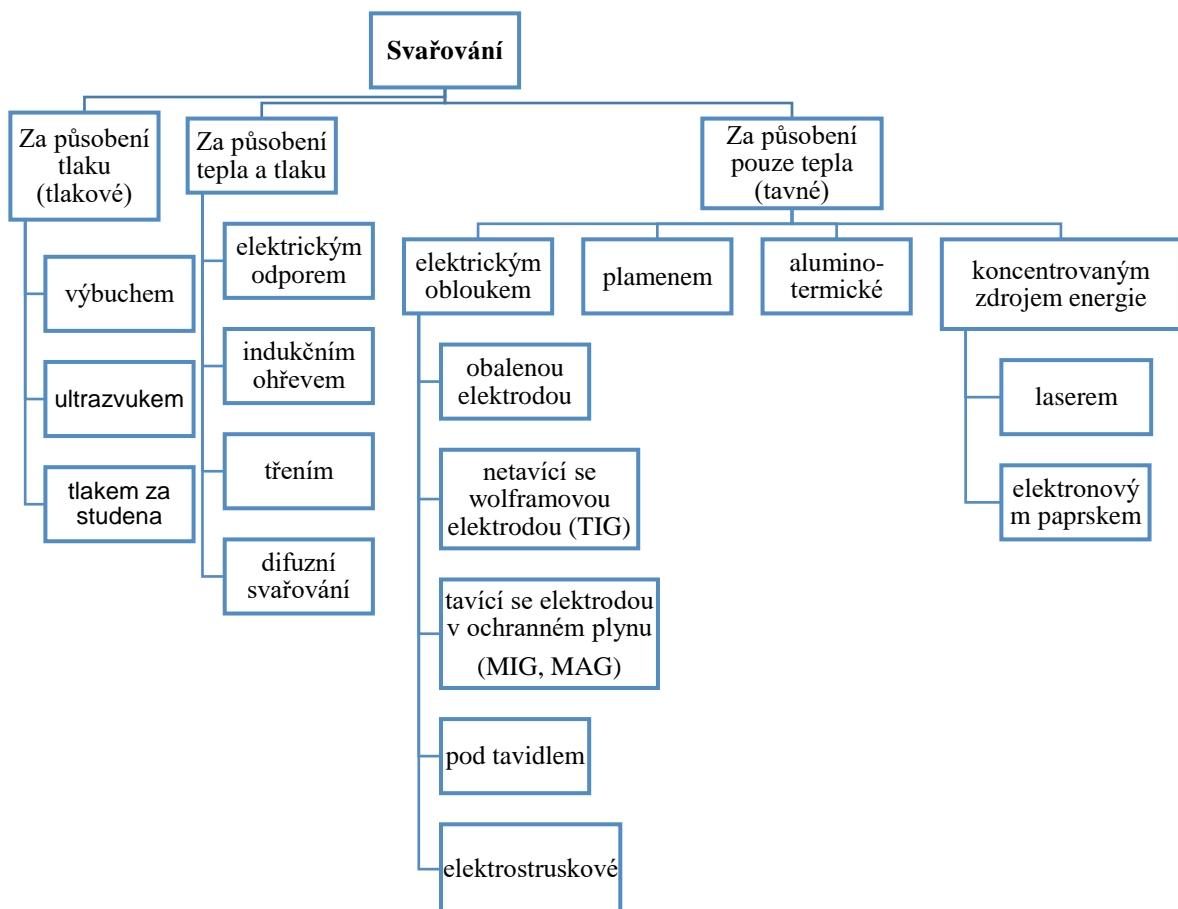 Svařování
Za působení
tlaku
(tlakové)
výbuchem
ultrazvukem
tlakem za
studena
Za působení
tepla a tlaku
elektrickým
odporem
indukčním
ohřevem
třením
difuzní
svařování
Za působení
pouze tepla
(tavné)
elektrickým
obloukem
obalenou
elektrodou
netavící se
wolframovou
elektrodou (TIG)
tavící se elektrodou
v ochranném plynu
(MIG, MAG)
pod tavidlem
elektrostruskové
plamenem
alumino-
termické
koncentrovaným
zdrojem energie
laserem
elektronový
m paprskem